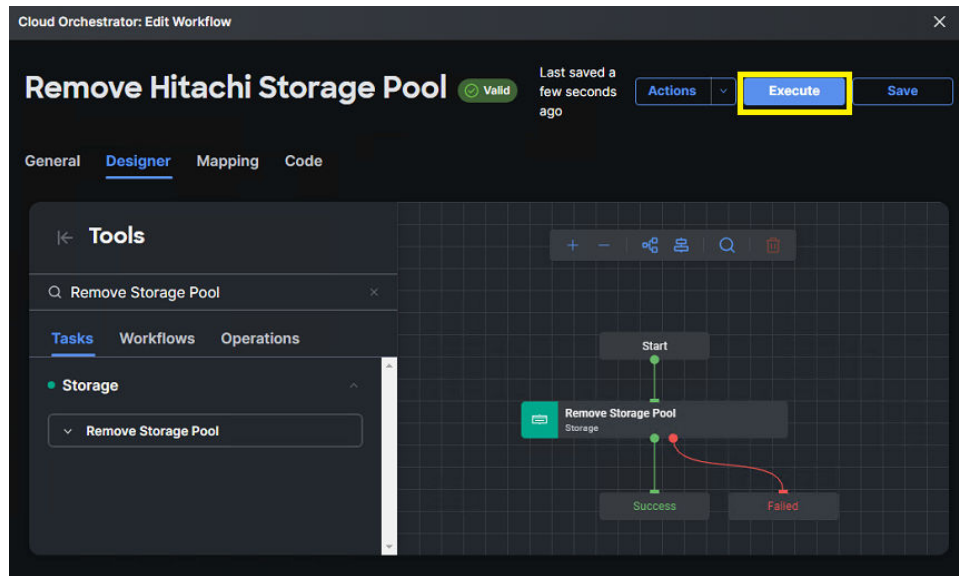 Cloud Orchestrator: Edit Workflow
Remove Hitachi Storage Pool
Valid
Last saved a
few seconds
ago
Actions
Execute
Save
General Designer Mapping Code
Tools
Remove Storage Pool
Tasks Workflows Operations
Storage
Remove Storage Pool
Start
Remove Storage Pool
Storage
Success
Failed